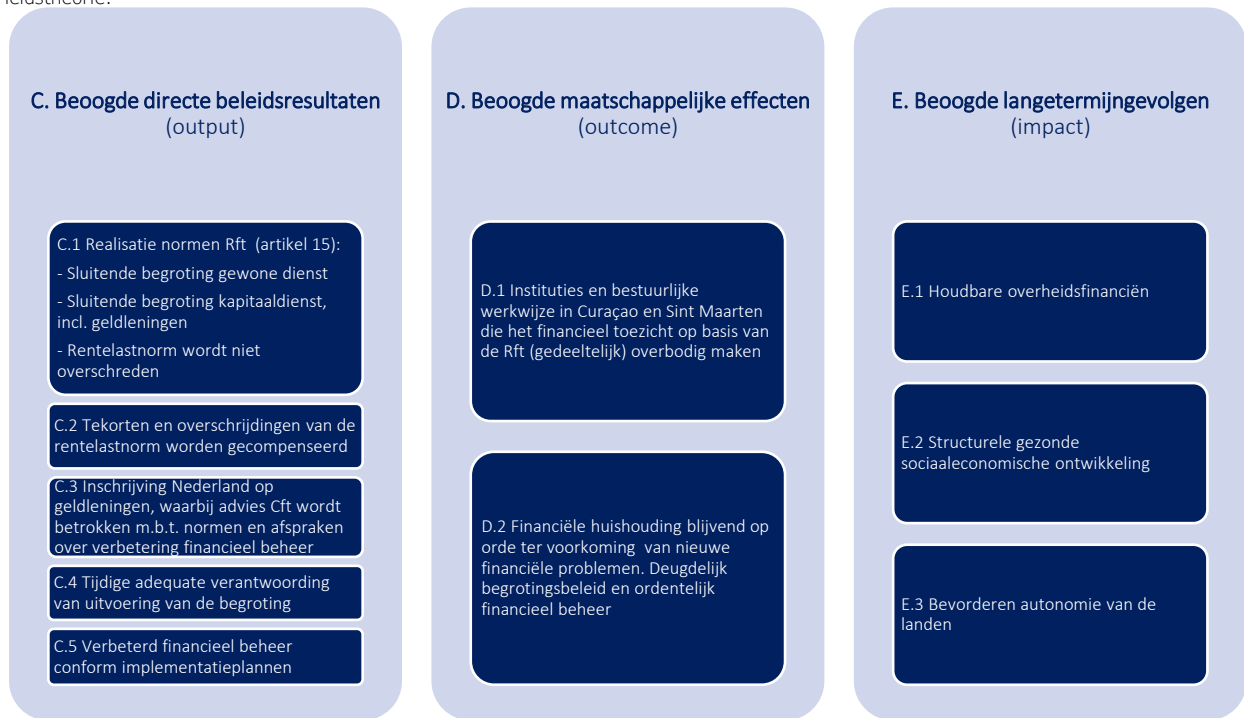 C. Beoogde directe beleidsresultaten
(output)
C.1 Realisatie normen Rft (artikel 15):
- Sluitende begroting gewone dienst
- Sluitende begroting kapitaaldienst,
incl. geldleningen
- Rentelastnorm wordt niet
overschreden
C.2 Tekorten en overschrijdingen van de
rentelastnorm worden gecompenseerd
C.3 Inschrijving Nederland op
geldleningen, waarbij advies Cft wordt
betrokken m.b.t. normen en afspraken
over verbetering financieel beheer
C.4 Tijdige adequate verantwoording
van uitvoering van de begroting
C.5 Verbeterd financieel beheer
conform implementatieplannen
D. Beoogde maatschappelijke effecten
(outcome)
D.1 Instituties en bestuurlijke
werkwijze in Curaçao en Sint Maarten
die het financieel toezicht op basis van
de Rft (gedeeltelijk) overbodig maken
D.2 Financiële huishouding blijvend op
orde ter voorkoming van nieuwe
financiële problemen. Deugdelijk
begrotingsbeleid en ordentelijk
financieel beheer
E. Beoogde langetermijngevolgen
(impact)
E.1 Houdbare overheidsfinanciën
E.2 Structurele gezonde
sociaaleconomische ontwikkeling
E.3 Bevorderen autonomie van de
landen